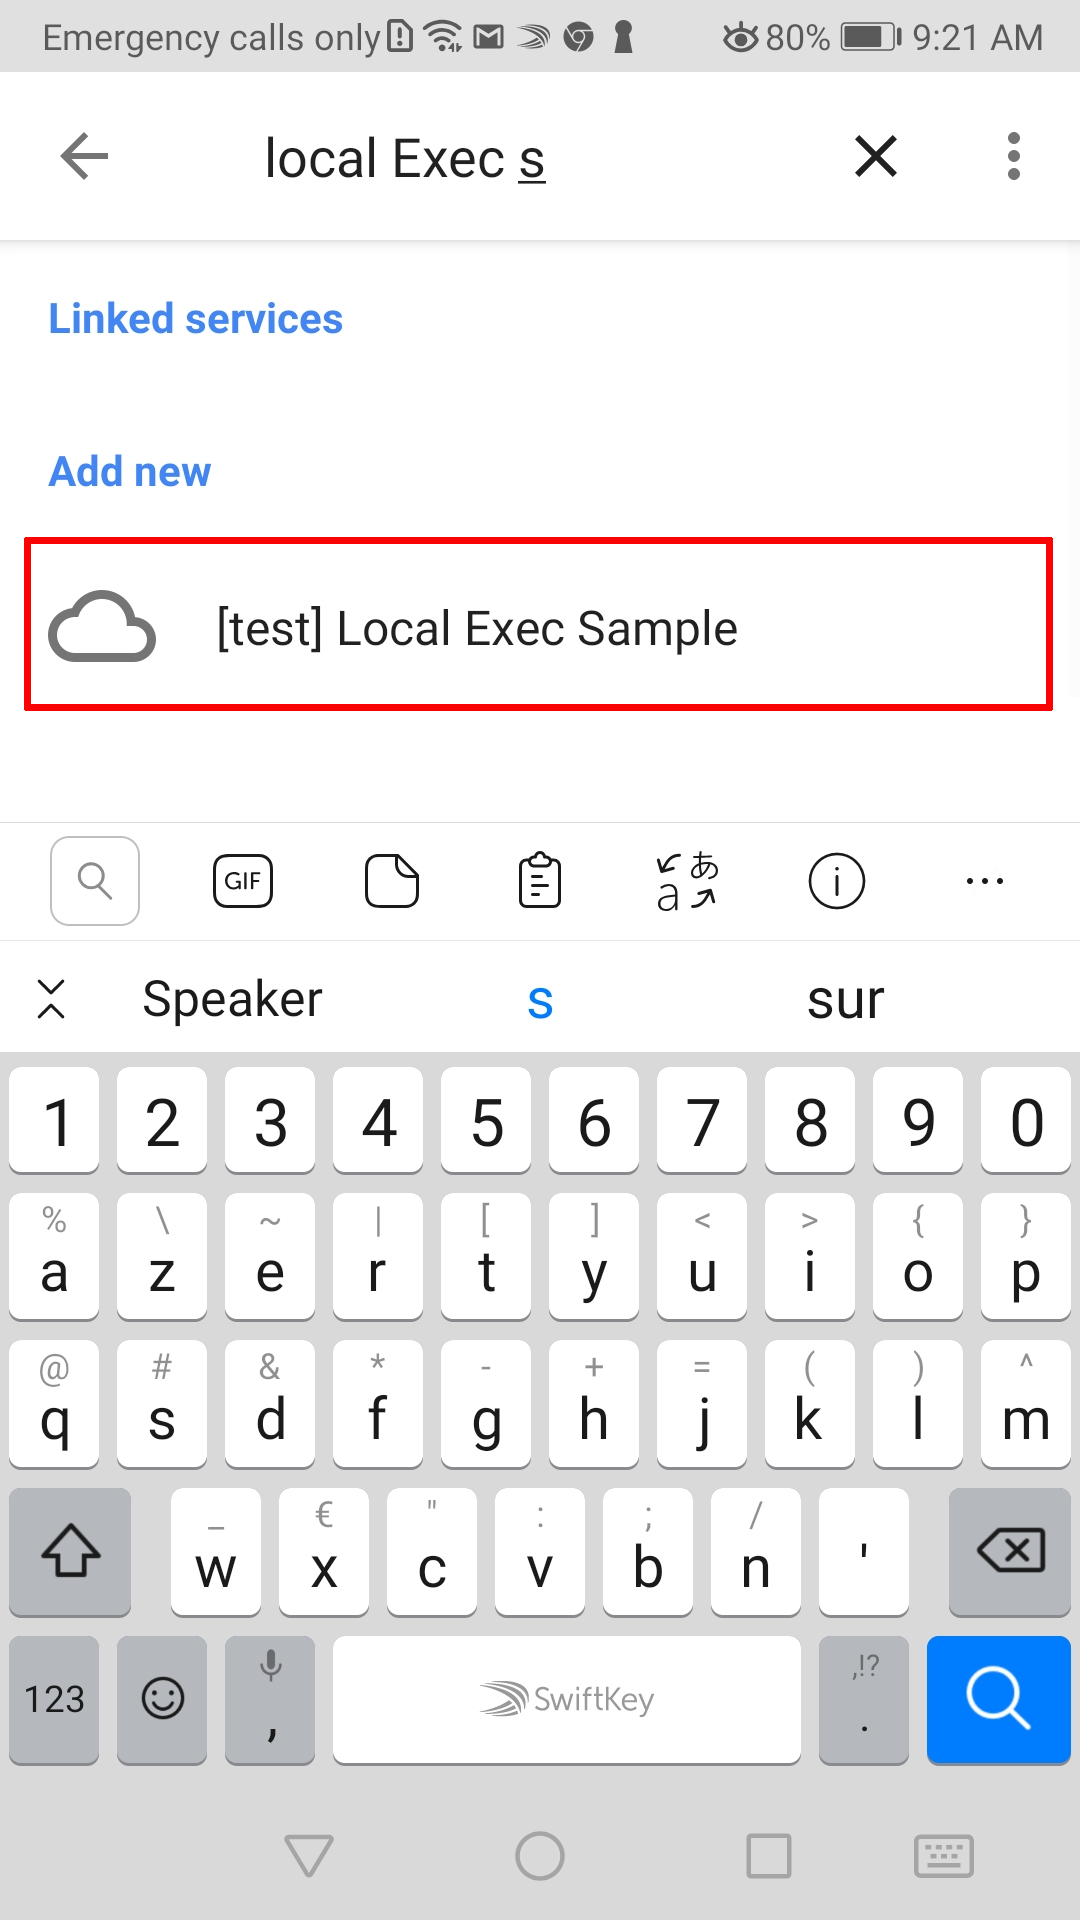 Emergency calls only 80% 9:21 AM
local Exec s
Linked services
Add new
[test] Local Exec Sample
GIF あ a i ...
Speaker s sur
1 2 3 4 5 6 7 8 9 0
% \ ~ | [ ] < > { }
a z e r t y u i o p
@ # & * - + = ( ) ^
q s d f g h j k l m
_ € " : ; /
w x c v b n '
,!?
123 , SwiftKey .